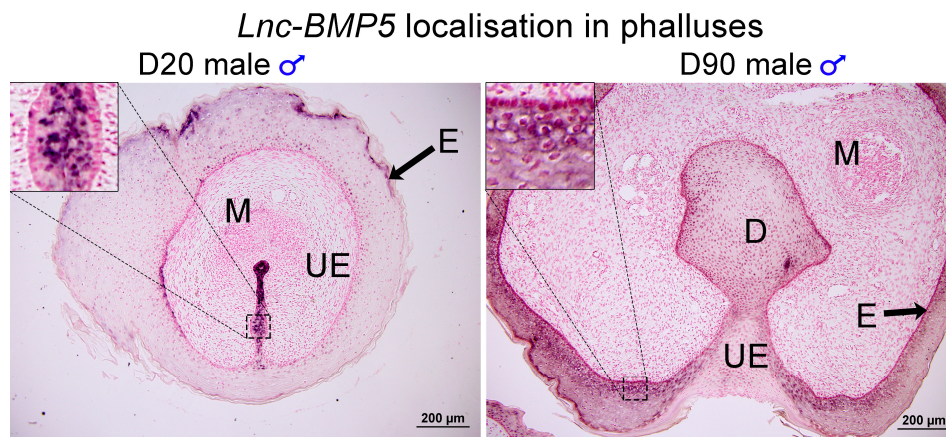 Lnc-BMP5 localisation in phalluses
D20 male ♂
D90 male ♂
E
M
UE
200 µm
M
D
E
UE
200 µm